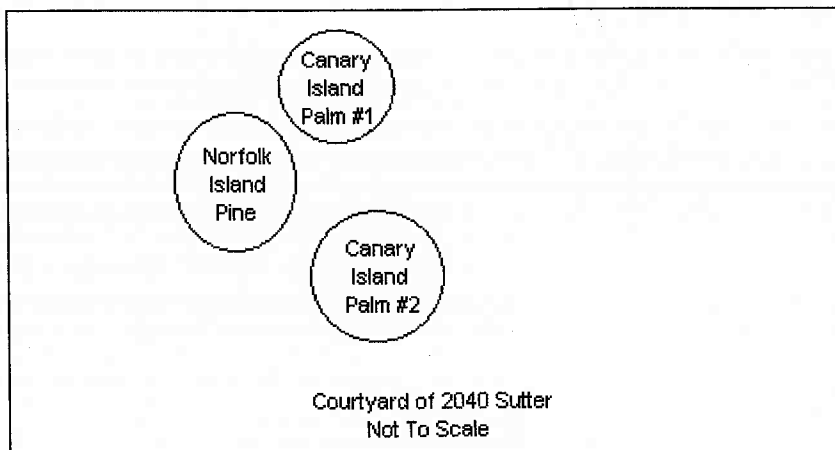 Canary
Island
Palm #1
Norfolk
Island
Pine
Canary
Island
Palm #2
Courtyard of 2040 Sutter
Not To Scale